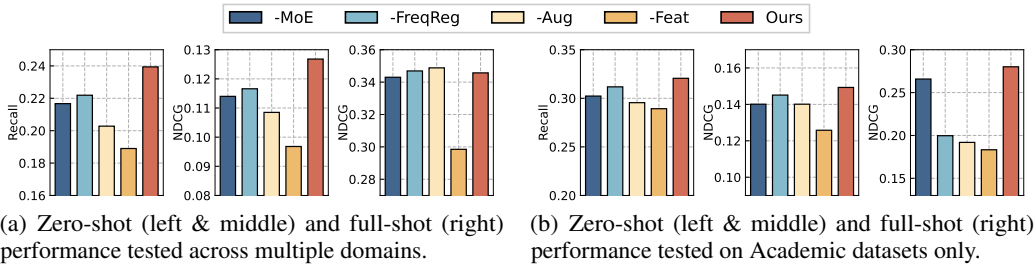 -MoE -FreqReg -Aug -Feat Ours
0.24
0.22
0.20
0.18
0.16
Recall
0.13
0.12
0.11
0.10
0.09
0.08
NDCG
0.36
0.34
0.32
0.30
0.28
NDCG
0.35
0.30
0.25
0.20
Recall
0.16
0.14
0.12
0.10
NDCG
0.30
0.25
0.20
0.15
NDCG
(a) Zero-shot (left & middle) and full-shot (right)
performance tested across multiple domains.
(b) Zero-shot (left & middle) and full-shot (right)
performance tested on Academic datasets only.